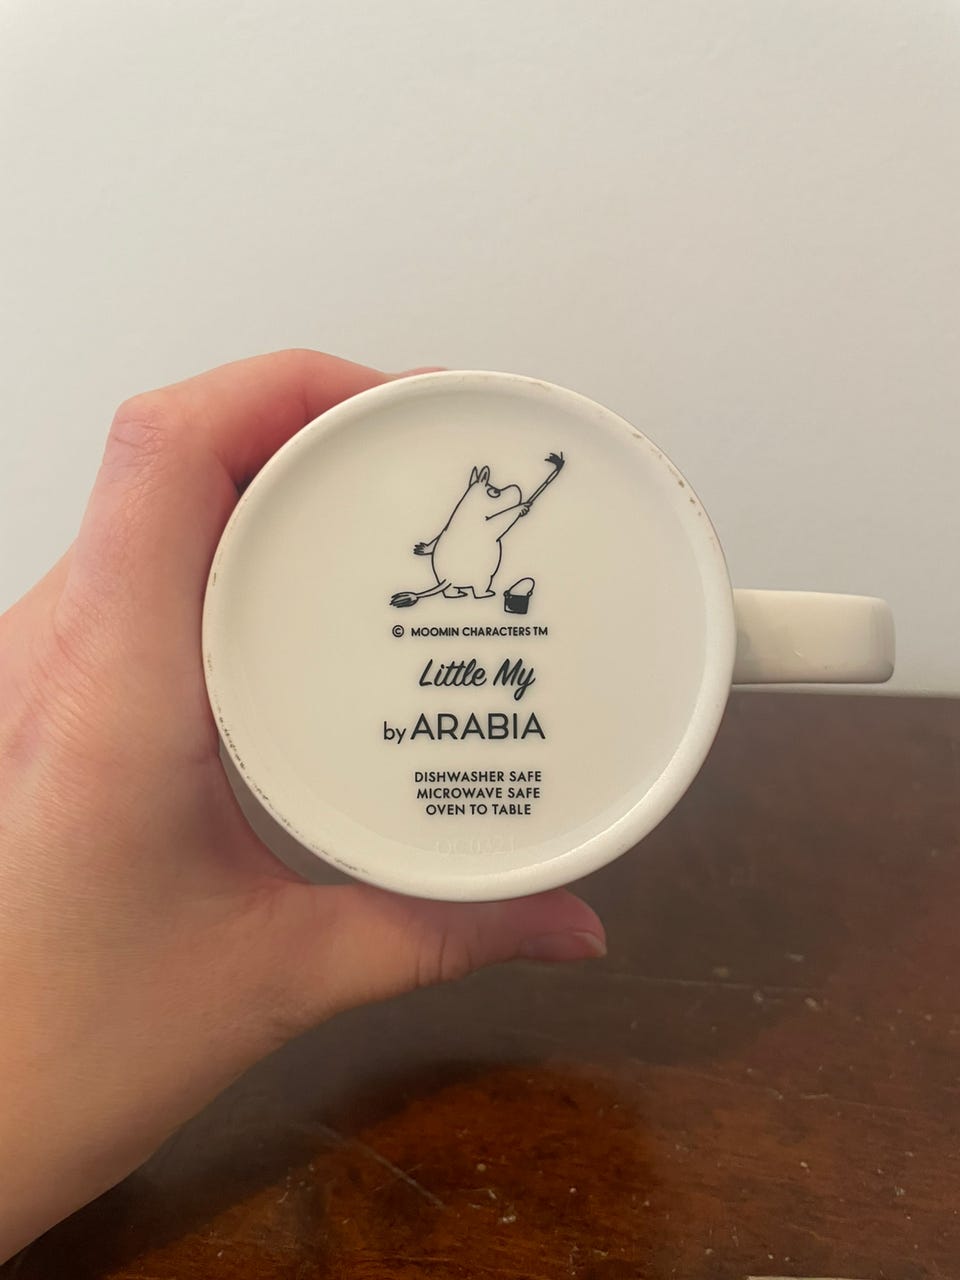 © MOOMIN CHARACTERS TM
Little My
by ARABIA
DISHWASHER SAFE
MICROWAVE SAFE
OVEN TO TABLE